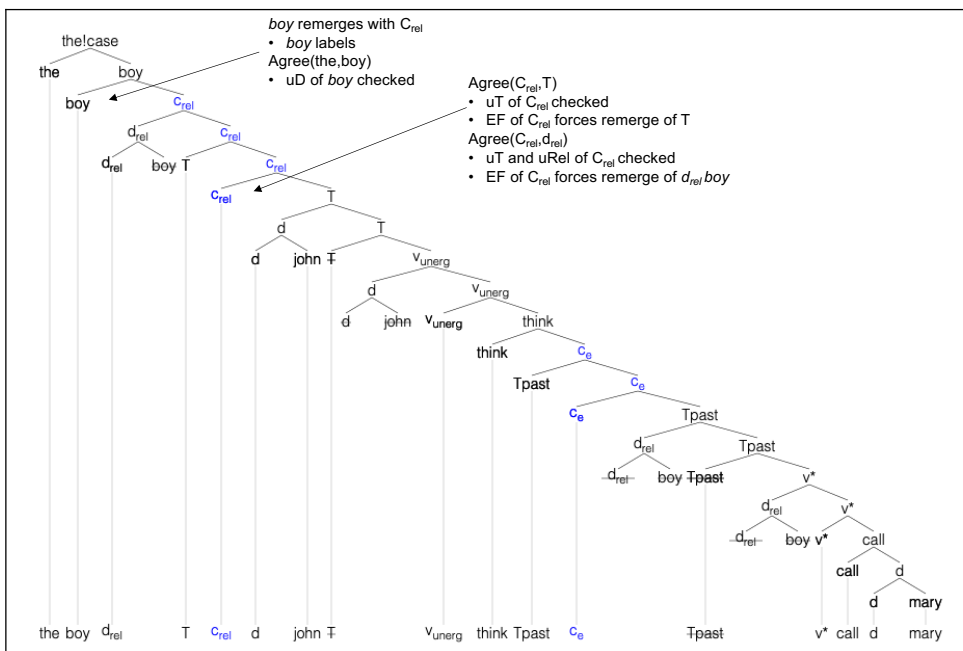 boy remerges with Crel
• boy labels
Agree(the,boy)
• uD of boy checked
Agree(Crel,T)
• uT of Crel checked
• EF of Crel forces remerge of T
Agree(Crel,drel)
• uT and uRel of Crel checked
• EF of Crel forces remerge of drel boy
the!case
the boy
boy crel
drel crel
drel boy T crel
crel T
d T
d john T vunerg
d vunerg
d john vunerg think
think ce
Tpast ce
ce Tpast
drel Tpast
drel boy Tpast v*
drel v*
drel boy v* call
call d
d mary
the boy drel T crel d john T vunerg think Tpast ce Tpast v* call d mary